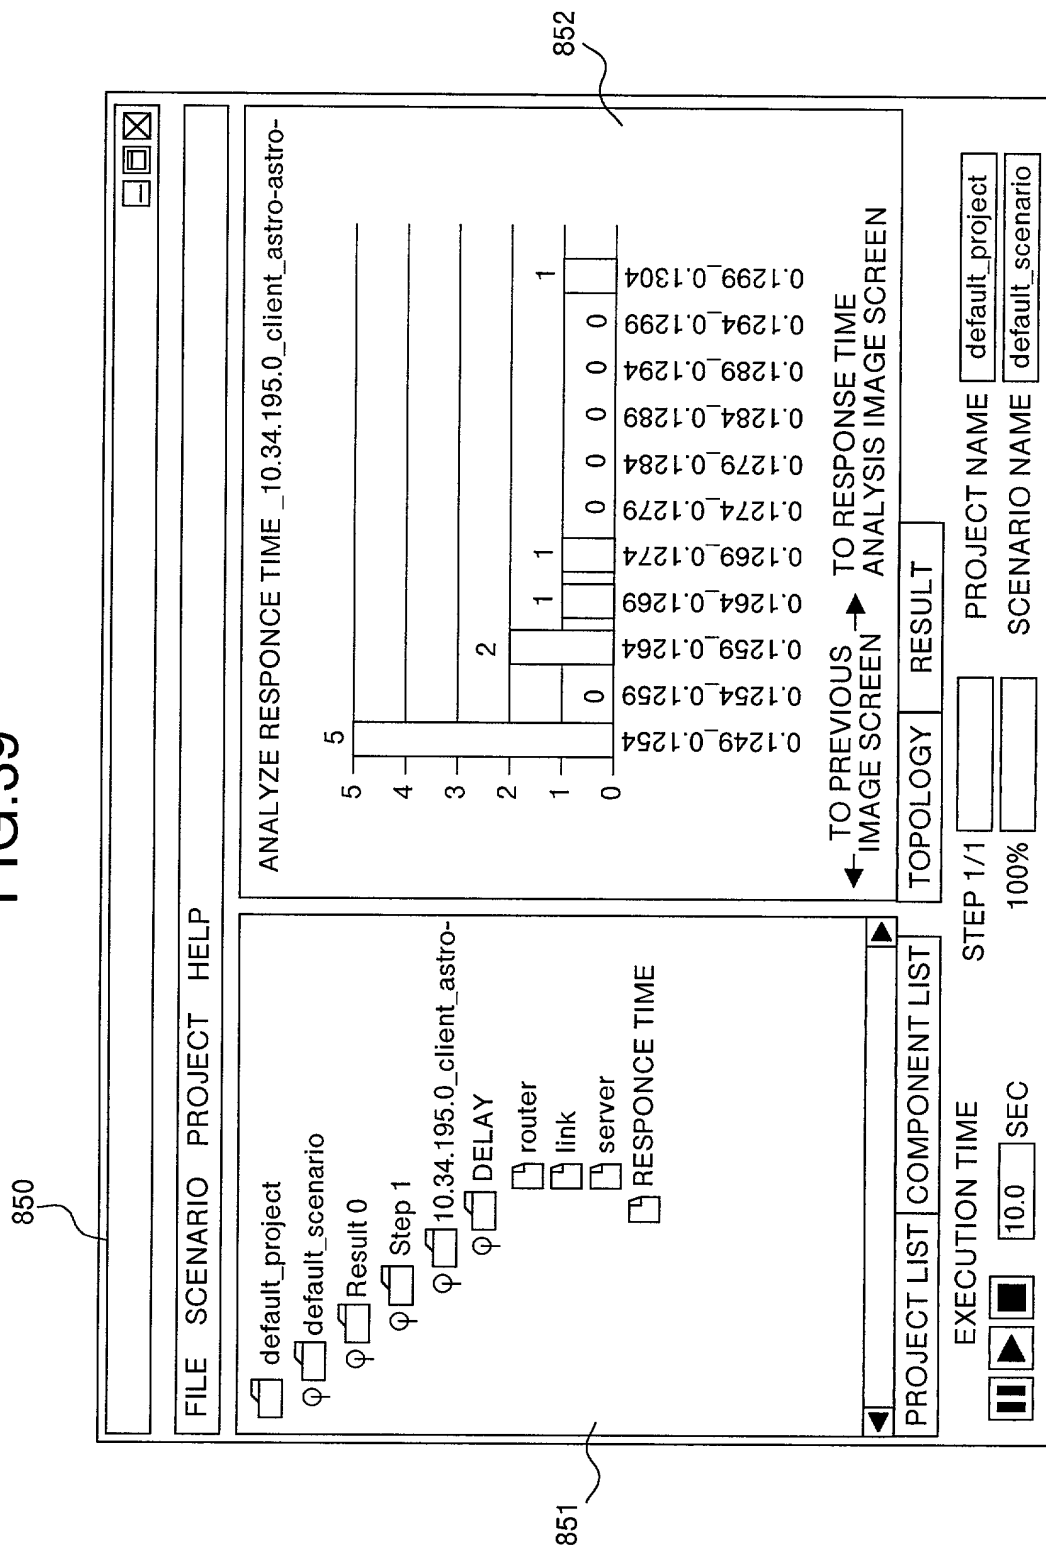 FIG.39
850
FILE SCENARIO PROJECT HELP
default_project
default_scenario
Result 0
Step 1
10.34.195.0_client_astro-
DELAY
router
link
server
RESPONCE TIME
851
PROJECT LIST
COMPONENT LIST
ANALYZE RESPONCE TIME _10.34.195.0_client_astro-astro-
5
4
3
2
1
0
5
0
2
1
1
0
0
0
0
0
1
0.1249_0.1254
0.1254_0.1259
0.1259_0.1264
0.1264_0.1269
0.1269_0.1274
0.1274_0.1279
0.1279_0.1284
0.1284_0.1289
0.1289_0.1294
0.1294_0.1299
0.1299_0.1304
← TO PREVIOUS IMAGE SCREEN
→ TO RESPONSE TIME ANALYSIS IMAGE SCREEN
852
TOPOLOGY
RESULT
EXECUTION TIME
10.0 SEC
STEP 1/1
100%
PROJECT NAME default_project
SCENARIO NAME default_scenario